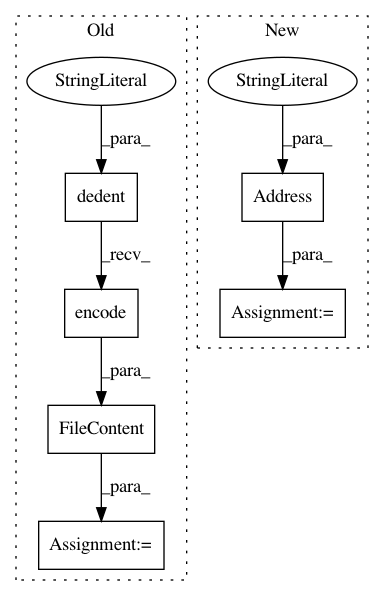 Old
New
StringLiteral
StringLiteral
_para_
_para_
dedent
Address
_recv_
_para_
encode
Assignment:=
_para_
FileContent
_para_
Assignment:=